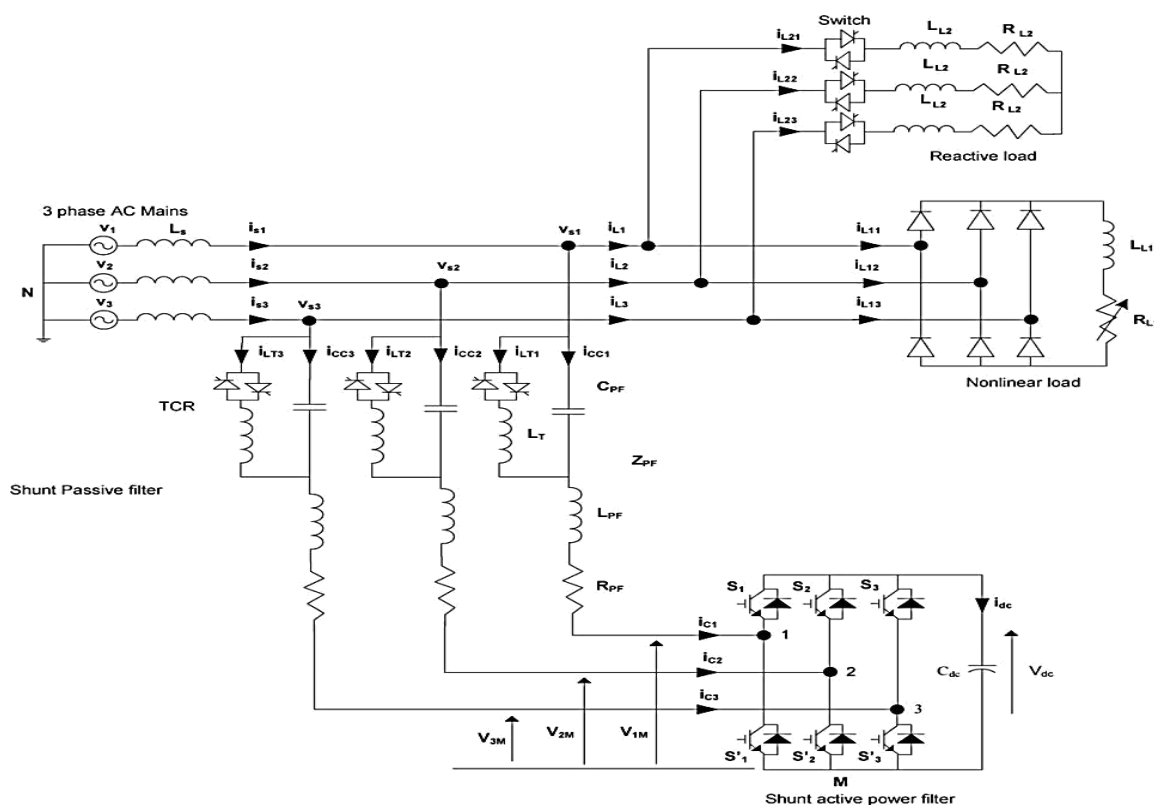 Switch
iL21 LL2 RL2
iL22 LL2 RL2
iL23 LL2 RL2
Reactive load
3 phase AC Mains
v1 Ls is1 vs1 iL1 iL11
v2 is2 vs2 iL2 iL12
N
v3 is3 vs3 iL3 iL13
LL1
RL
Nonlinear load
iLT3 iCC3 iLT2 iCC2 iLT1 iCC1
TCR
CPF
LT
ZPF
Shunt Passive filter
LPF
RPF
S1 S2 S3
idc
iC1 1
iC2 2
Cdc Vdc
iC3 3
V3M V2M V1M
S'1 S'2 S'3
M
Shunt active power filter